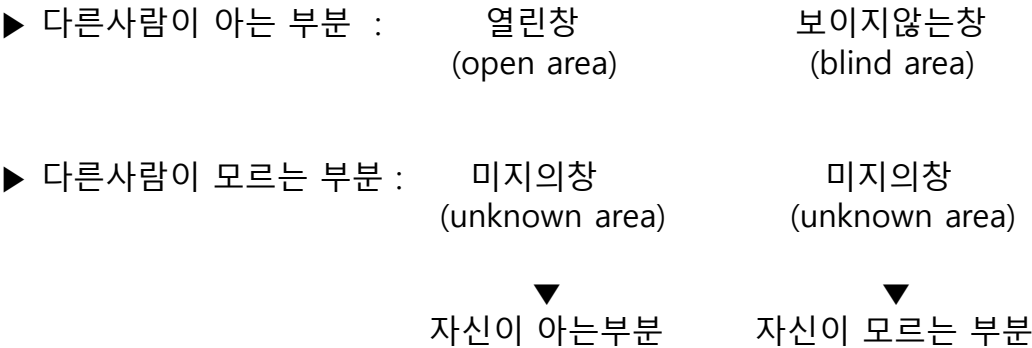 ▶ 다른사람이 아는 부분 : 열린창 보이지않는창
(open area) (blind area)
▶ 다른사람이 모르는 부분 : 미지의창 미지의창
(unknown area) (unknown area)
▼ ▼
자신이 아는부분 자신이 모르는 부분